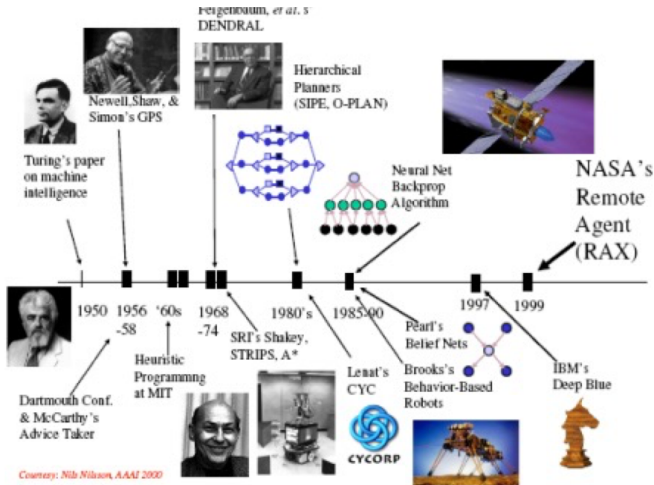 Feigenbaum, et al.'s
DENDRAL
Newell,Shaw, &
Simon's GPS
Hierarchical
Planners
(SIPE, O-PLAN)
Turing's paper
on machine
intelligence
Neural Net
Backprop
Algorithm
NASA's
Remote
Agent
(RAX)
1950
1956
-58
'60s
1968
-74
1980's
1985-90
1997
1999
SRI's Shakey,
STRIPS, A*
Pearl's
Belief Nets
Heuristic
Programmng
at MIT
Lenat's
CYC
Brooks's
Behavior-Based
Robots
IBM's
Deep Blue
Dartmouth Conf.
& McCarthy's
Advice Taker
CYCORP
Courtesy: Nils Nilsson, AAAI 2000